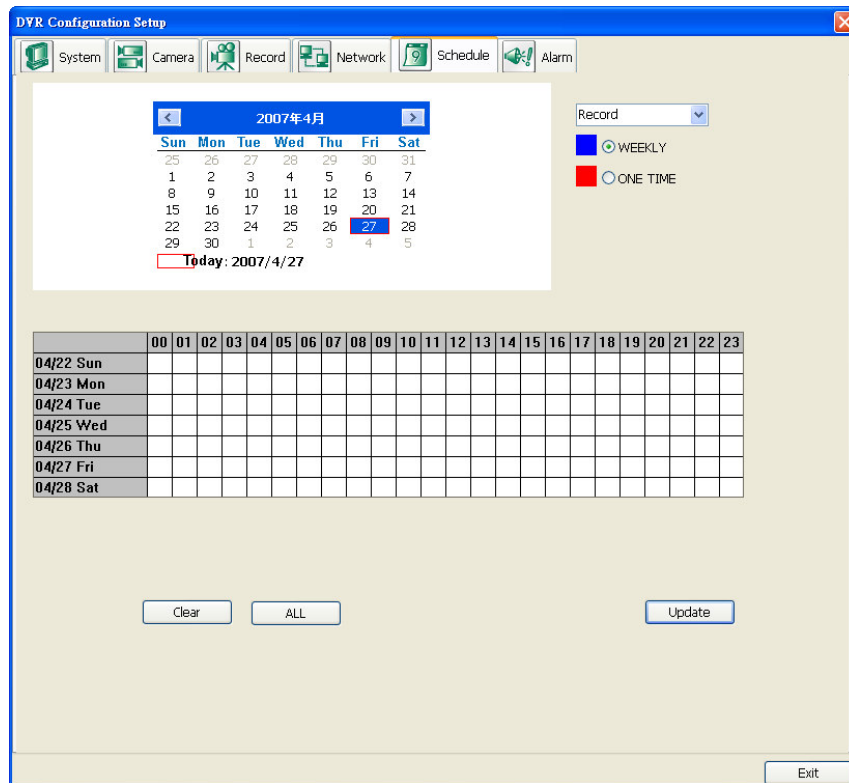 DVR Configuration Setup
System Camera Record Network 9 Schedule Alarm
2007年4月
Sun Mon Tue Wed Thu Fri Sat
25 26 27 28 29 30 31
1 2 3 4 5 6 7
8 9 10 11 12 13 14
15 16 17 18 19 20 21
22 23 24 25 26 27 28
29 30 1 2 3 4 5
Today: 2007/4/27
Record
WEEKLY
ONE TIME
00 01 02 03 04 05 06 07 08 09 10 11 12 13 14 15 16 17 18 19 20 21 22 23
04/22 Sun
04/23 Mon
04/24 Tue
04/25 Wed
04/26 Thu
04/27 Fri
04/28 Sat
Clear ALL Update
Exit